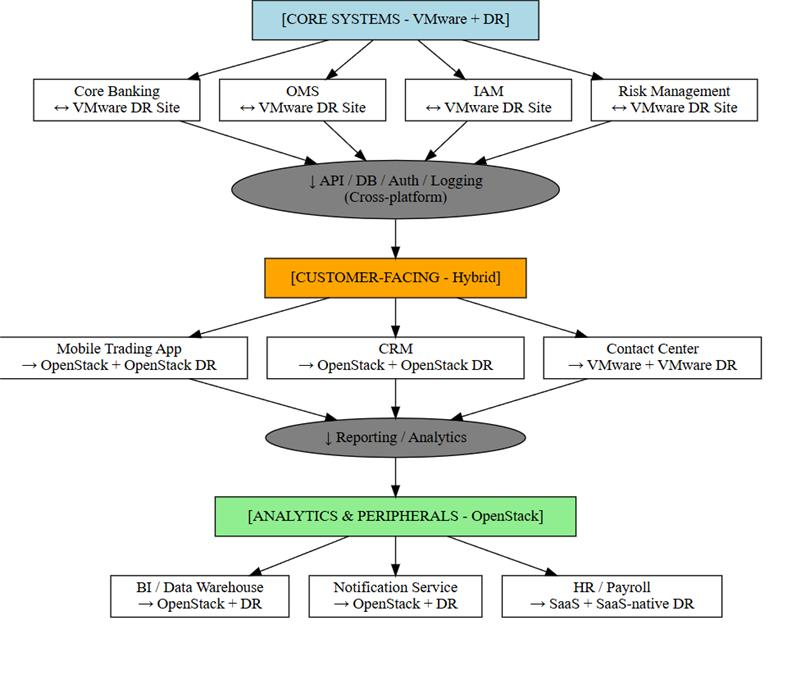 [CORE SYSTEMS - VMware + DR]
Core Banking
↔ VMware DR Site
OMS
↔ VMware DR Site
IAM
↔ VMware DR Site
Risk Management
↔ VMware DR Site
↓ API / DB / Auth / Logging
(Cross-platform)
[CUSTOMER-FACING - Hybrid]
Mobile Trading App
→ OpenStack + OpenStack DR
CRM
→ OpenStack + OpenStack DR
Contact Center
→ VMware + VMware DR
↓ Reporting / Analytics
[ANALYTICS & PERIPHERALS - OpenStack]
BI / Data Warehouse
→ OpenStack + DR
Notification Service
→ OpenStack + DR
HR / Payroll
→ SaaS + SaaS-native DR